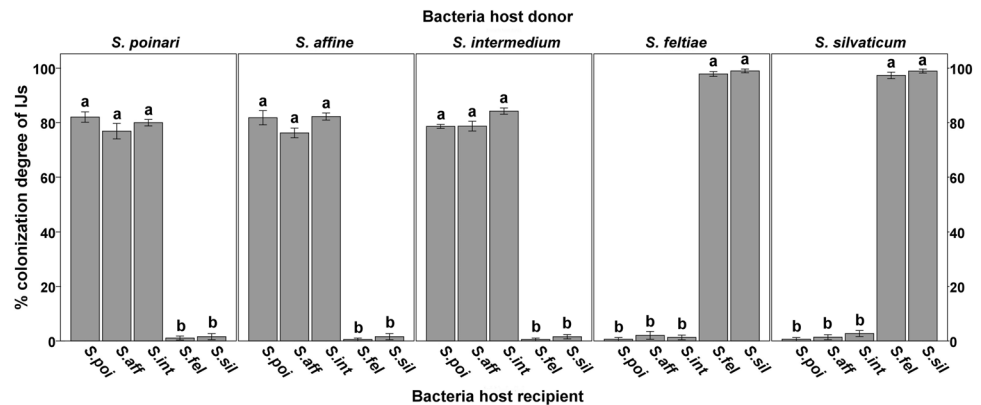 Bacteria host donor
S. poinari S. affine S. intermedium S. feltiae S. silvaticum
% colonization degree of IJs
100 100
80 80
60 60
40 40
20 20
0 0
a a a b b a a a b b a a a b b b b b a a b b b a a
S.poi S.aff S.int S.fel S.sil S.poi S.aff S.int S.fel S.sil S.poi S.aff S.int S.fel S.sil S.poi S.aff S.int S.fel S.sil S.poi S.aff S.int S.fel S.sil
Bacteria host recipient